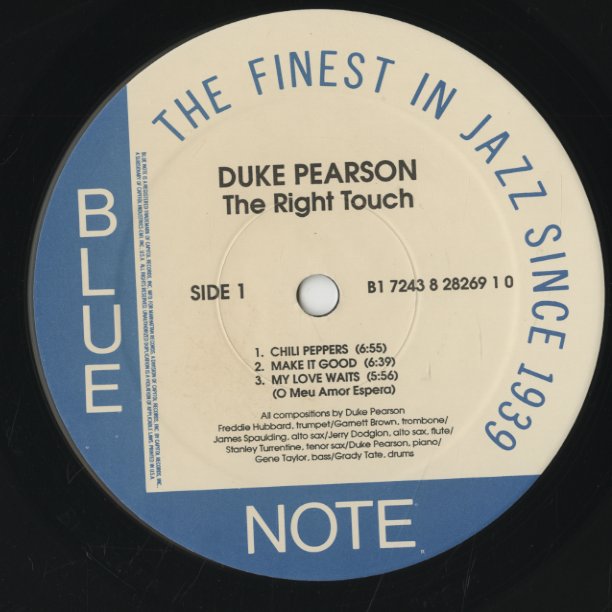 THE FINEST IN JAZZ SINCE 1939
BLUE
DUKE PEARSON
The Right Touch
SIDE 1
B1 7243 8 28269 1 0
1. CHILI PEPPERS (6:55)
2. MAKE IT GOOD (6:39)
3. MY LOVE WAITS (5:56)
(O Meu Amor Espera)
All compositions by Duke Pearson
Freddie Hubbard, trumpet/Garnett Brown, trombone/
James Spaulding, alto sax/Jerry Dodgion, alto sax, flute/
Stanley Turrentine, tenor sax/Duke Pearson, piano/
Gene Taylor, bass/Grady Tate, drums
NOTE